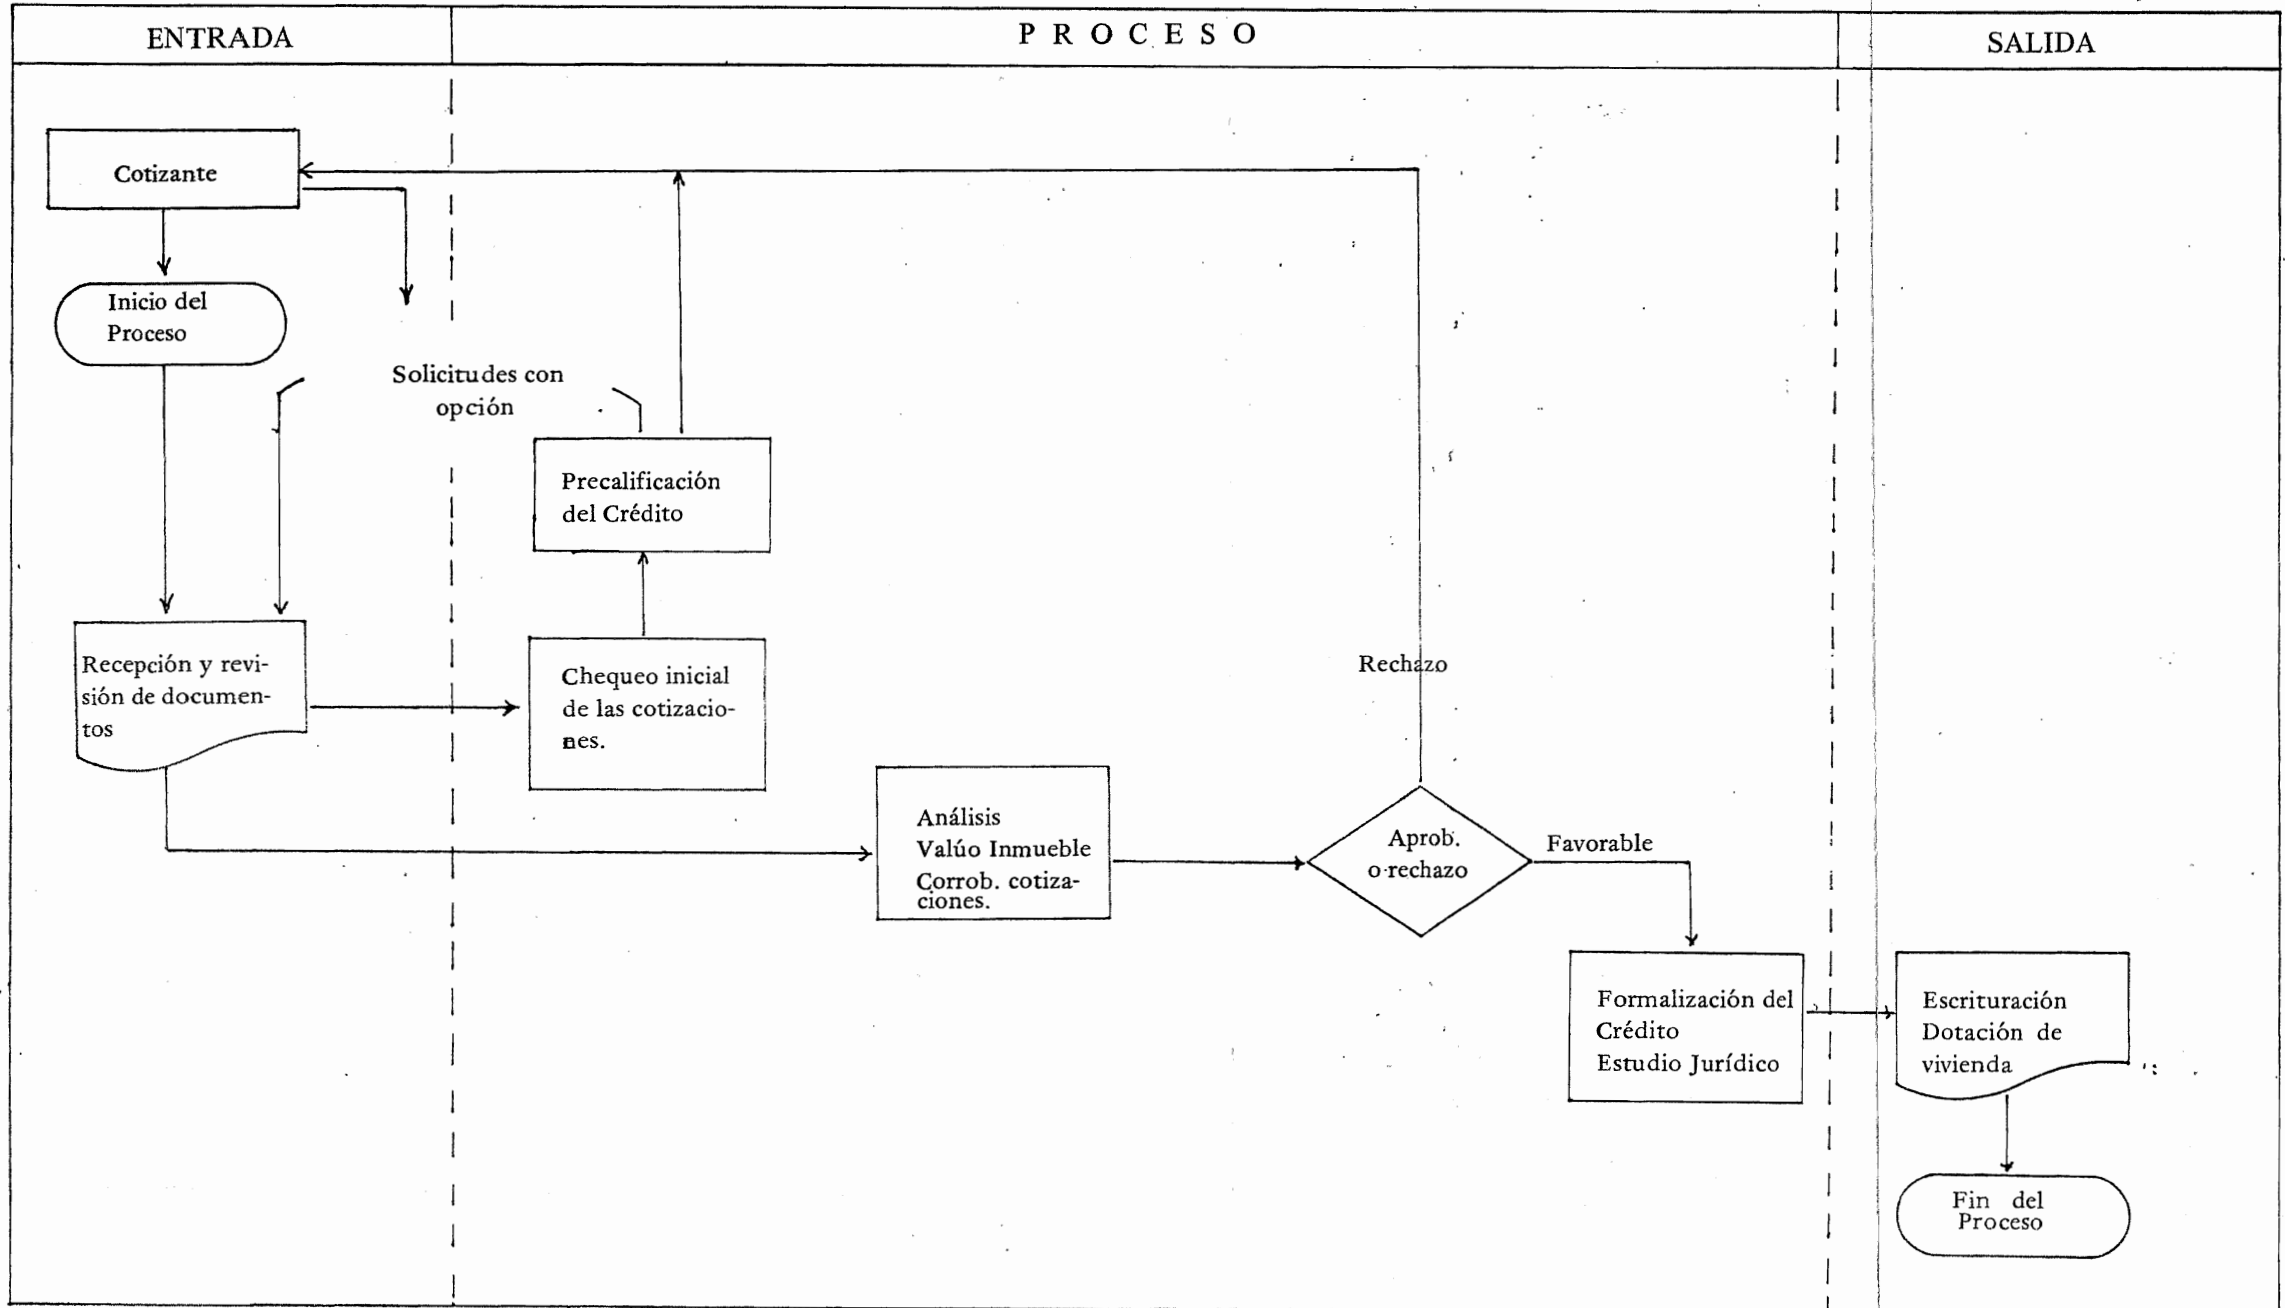 ENTRADA
PROCESO
SALIDA
Cotizante
Inicio del
Proceso
Solicitudes con
opción
Precalificación
del Crédito
Recepción y revi-
sión de documen-
tos
Chequeo inicial
de las cotizacio-
nes.
Rechazo
Análisis
Valúo Inmueble
Corrob. cotiza-
ciones.
Aprob.
o rechazo
Favorable
Formalización del
Crédito
Estudio Jurídico
Escrituración
Dotación de
vivienda
Fin del
Proceso